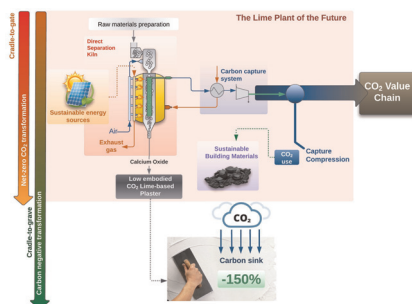 Cradle-to-gate
Net-zero CO₂ transformation
Cradle-to-grave
Carbon negative transformation
Raw materials preparation
The Lime Plant of the Future
Direct
Separation
Kiln
Carbon capture
system
Sustainable energy
sources
Air
Exhaust
gas
CO₂ Value
Chain
Calcium Oxide
Sustainable
Building Materials
CO₂
use
Capture
Compression
Low embodied
CO₂ Lime-based
Plaster
CO₂
Carbon sink
-150%